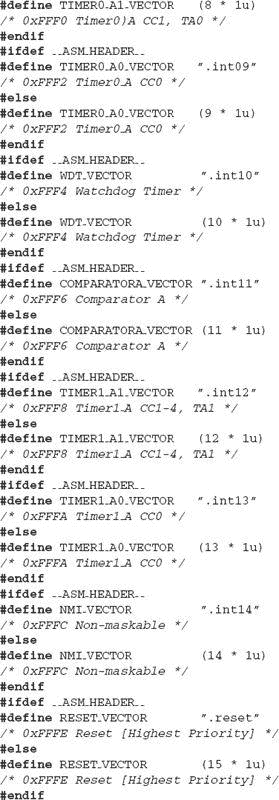 #define TIMER0_A1_VECTOR (8 * 1u)
/* 0xFFF0 Timer0)A CC1, TA0 */
#endif
#ifdef __ASM_HEADER__
#define TIMER0_A0_VECTOR ".int09"
/* 0xFFF2 Timer0_A CC0 */
#else
#define TIMER0_A0_VECTOR (9 * 1u)
/* 0xFFF2 Timer0_A CC0 */
#endif
#ifdef __ASM_HEADER__
#define WDT_VECTOR ".int10"
/* 0xFFF4 Watchdog Timer */
#else
#define WDT_VECTOR (10 * 1u)
/* 0xFFF4 Watchdog Timer */
#endif
#ifdef __ASM_HEADER__
#define COMPARATORA_VECTOR ".int11"
/* 0xFFF6 Comparator A */
#else
#define COMPARATORA_VECTOR (11 * 1u)
/* 0xFFF6 Comparator A */
#endif
#ifdef __ASM_HEADER__
#define TIMER1_A1_VECTOR ".int12"
/* 0xFFF8 Timer1_A CC1-4, TA1 */
#else
#define TIMER1_A1_VECTOR (12 * 1u)
/* 0xFFF8 Timer1_A CC1-4, TA1 */
#endif
#ifdef __ASM_HEADER__
#define TIMER1_A0_VECTOR ".int13"
/* 0xFFFA Timer1_A CC0 */
#else
#define TIMER1_A0_VECTOR (13 * 1u)
/* 0xFFFA Timer1_A CC0 */
#endif
#ifdef __ASM_HEADER__
#define NMI_VECTOR ".int14"
/* 0xFFFC Non-maskable */
#else
#define NMI_VECTOR (14 * 1u)
/* 0xFFFC Non-maskable */
#endif
#ifdef __ASM_HEADER__
#define RESET_VECTOR ".reset"
/* 0xFFFE Reset [Highest Priority] */
#else
#define RESET_VECTOR (15 * 1u)
/* 0xFFFE Reset [Highest Priority] */
#endif